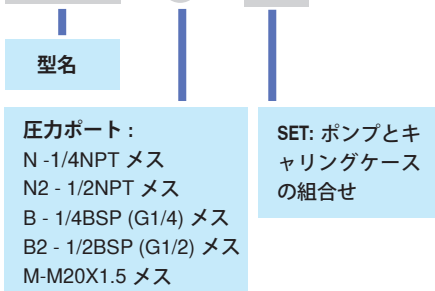 型名
圧力ポート :
N -1/4NPT メス
N2 - 1/2NPT メス
B - 1/4BSP (G1/4) メス
B2 - 1/2BSP (G1/2) メス
M-M20X1.5 メス
SET: ポンプとキ
ャリングケース
の組合せ